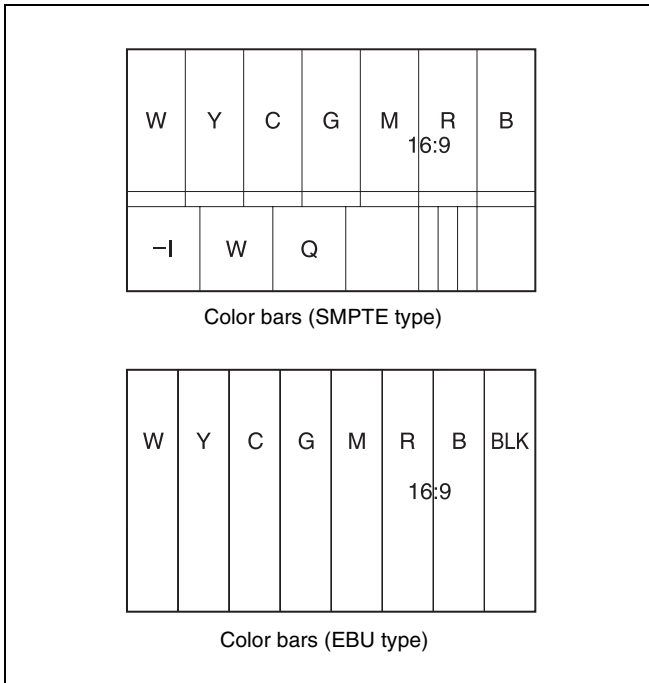 W Y C G M R B
16:9
–I W Q
Color bars (SMPTE type)
W Y C G M R B BLK
16:9
Color bars (EBU type)